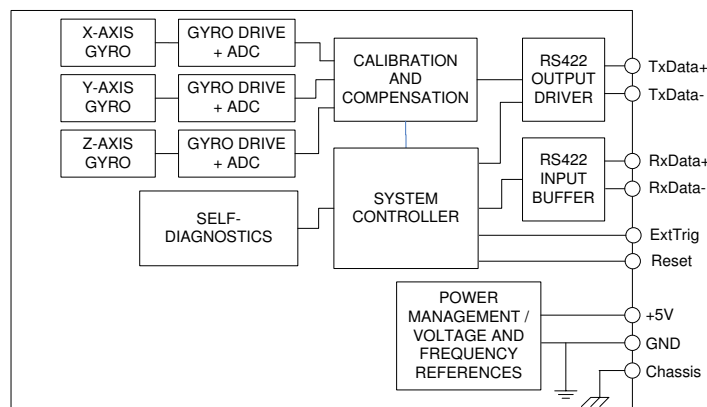 X-AXIS
GYRO
GYRO DRIVE
+ ADC
Y-AXIS
GYRO
GYRO DRIVE
+ ADC
Z-AXIS
GYRO
GYRO DRIVE
+ ADC
CALIBRATION
AND
COMPENSATION
RS422
OUTPUT
DRIVER
TxData+
TxData-
SELF-
DIAGNOSTICS
SYSTEM
CONTROLLER
RS422
INPUT
BUFFER
RxData+
RxData-
ExtTrig
Reset
POWER
MANAGEMENT /
VOLTAGE AND
FREQUENCY
REFERENCES
+5V
GND
Chassis